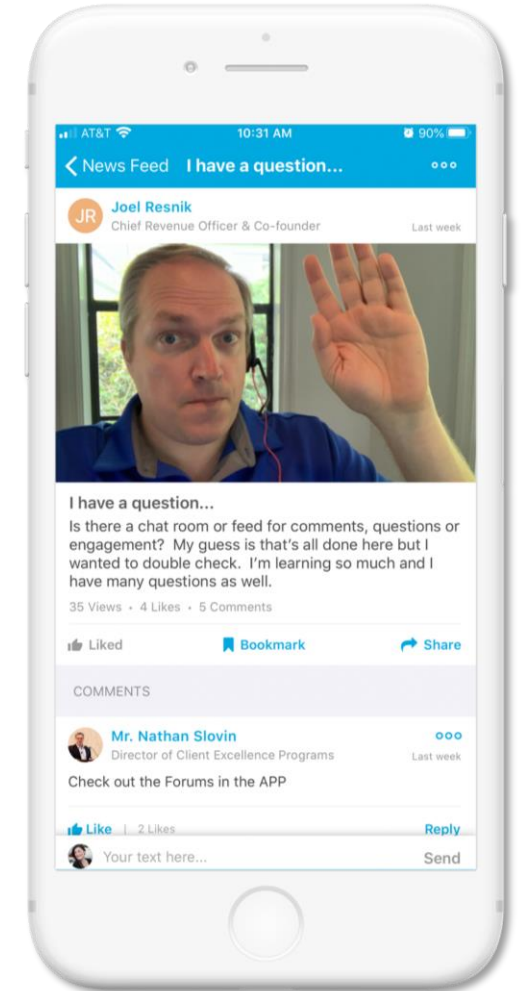 AT&T 10:31 AM 90%
News Feed I have a question...
JR Joel Resnik
Chief Revenue Officer & Co-founder Last week
I have a question...
Is there a chat room or feed for comments, questions or
engagement? My guess is that's all done here but I
wanted to double check. I'm learning so much and I
have many questions as well.
35 Views • 4 Likes • 5 Comments
Liked Bookmark Share
COMMENTS
Mr. Nathan Slovin
Director of Client Excellence Programs Last week
Check out the Forums in the APP
Like | 2 Likes Reply
Your text here... Send